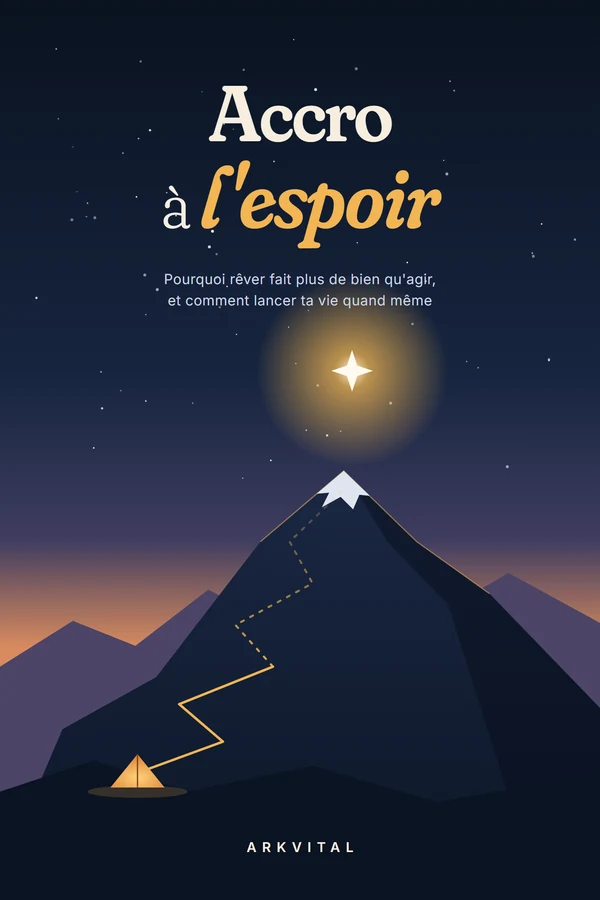 Accro
à l'espoir
Pourquoi rêver fait plus de bien qu'agir,
et comment lancer ta vie quand même
ARKVITAL